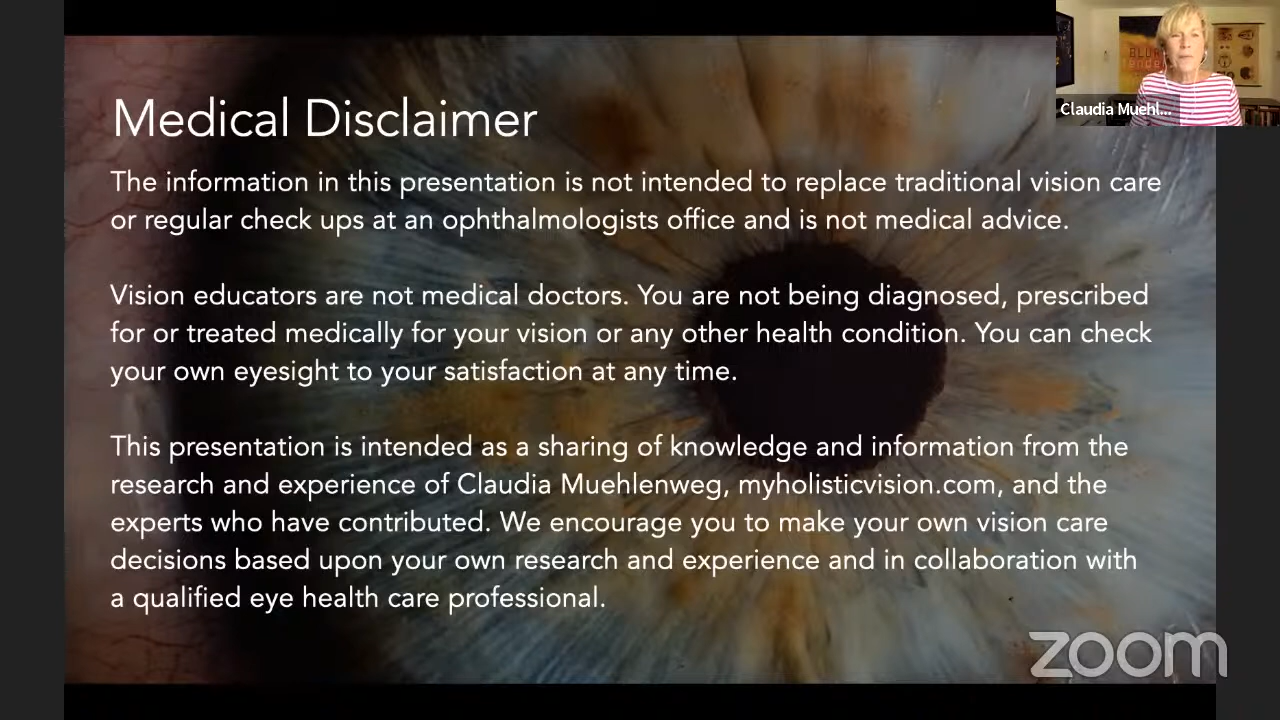 Medical Disclaimer
The information in this presentation is not intended to replace traditional vision care
or regular check ups at an ophthalmologists office and is not medical advice.
Vision educators are not medical doctors. You are not being diagnosed, prescribed
for or treated medically for your vision or any other health condition. You can check
your own eyesight to your satisfaction at any time.
This presentation is intended as a sharing of knowledge and information from the
research and experience of Claudia Muehlenweg, myholisticvision.com, and the
experts who have contributed. We encourage you to make your own vision care
decisions based upon your own research and experience and in collaboration with
a qualified eye health care professional.
Claudia Muehl...
zoom